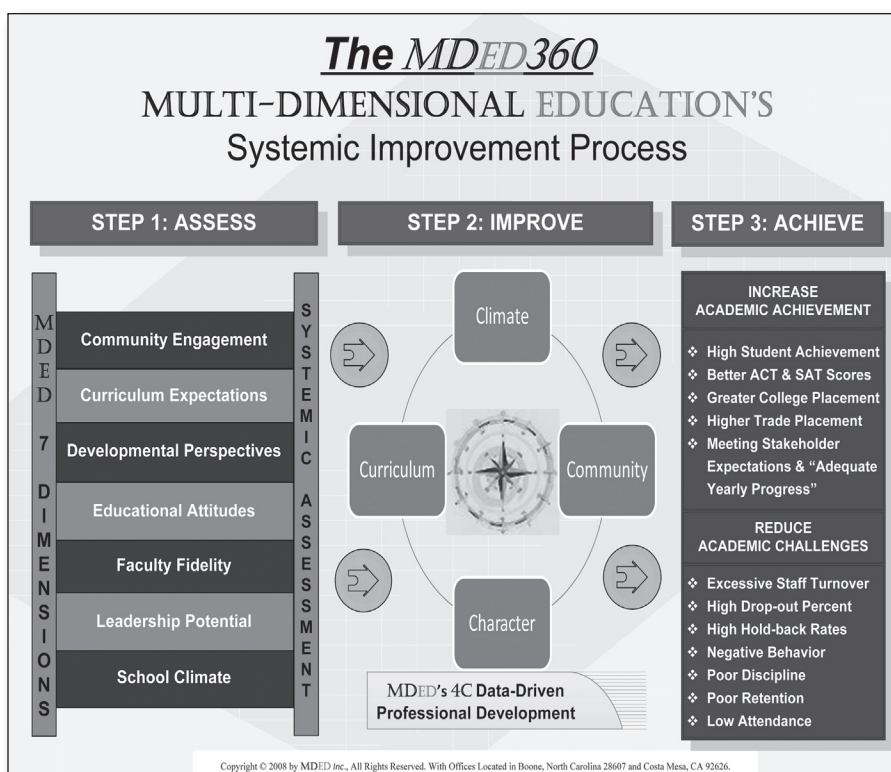 The MDED360
MULTI-DIMENSIONAL EDUCATION'S
Systemic Improvement Process
STEP 1: ASSESS
MDED 7 DIMENSIONS
Community Engagement
Curriculum Expectations
Developmental Perspectives
Educational Attitudes
Faculty Fidelity
Leadership Potential
School Climate
SYSTEMIC ASSESSMENT
STEP 2: IMPROVE
Climate
Curriculum
Community
Character
MDED's 4C Data-Driven
Professional Development
STEP 3: ACHIEVE
INCREASE
ACADEMIC ACHIEVEMENT
❖ High Student Achievement
❖ Better ACT & SAT Scores
❖ Greater College Placement
❖ Higher Trade Placement
❖ Meeting Stakeholder
Expectations & “Adequate
Yearly Progress”
REDUCE
ACADEMIC CHALLENGES
❖ Excessive Staff Turnover
❖ High Drop-out Percent
❖ High Hold-back Rates
❖ Negative Behavior
❖ Poor Discipline
❖ Poor Retention
❖ Low Attendance
Copyright © 2008 by MDED Inc., All Rights Reserved. With Offices Located in Boone, North Carolina 28607 and Costa Mesa, CA 92626.